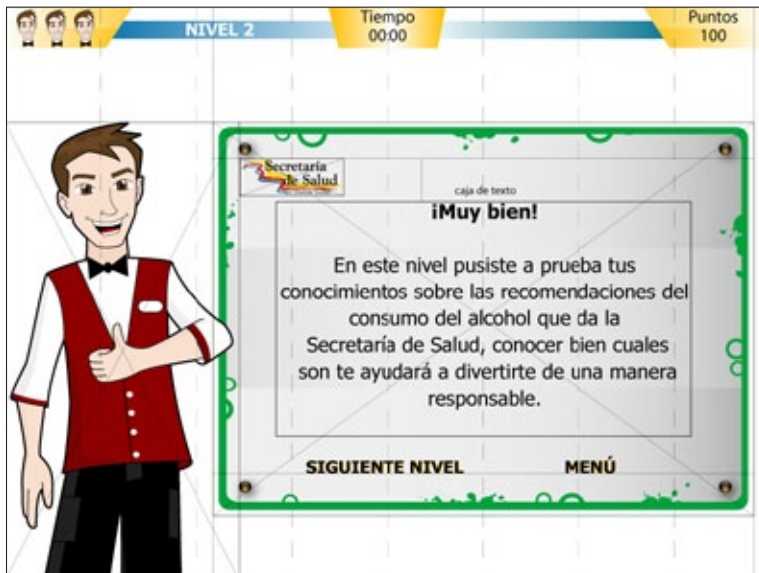 NIVEL 2
Tiempo
00:00
Puntos
100
Secretaría
de Salud
caja de texto
¡Muy bien!
En este nivel pusiste a prueba tus
conocimientos sobre las recomendaciones del
consumo del alcohol que da la
Secretaría de Salud, conocer bien cuales
son te ayudará a divertirte de una manera
responsable.
SIGUIENTE NIVEL
MENÚ